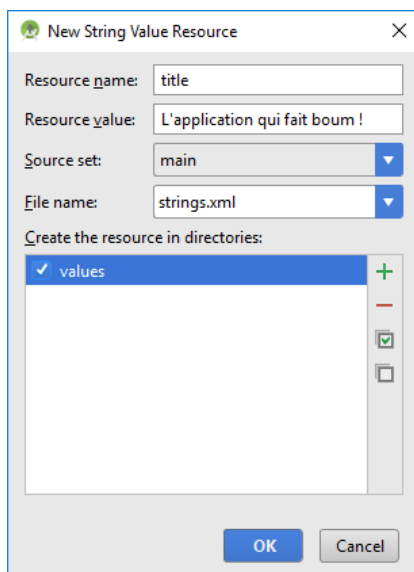 New String Value Resource
Resource name: title
Resource value: L'application qui fait boum !
Source set: main
File name: strings.xml
Create the resource in directories:
values
OK Cancel